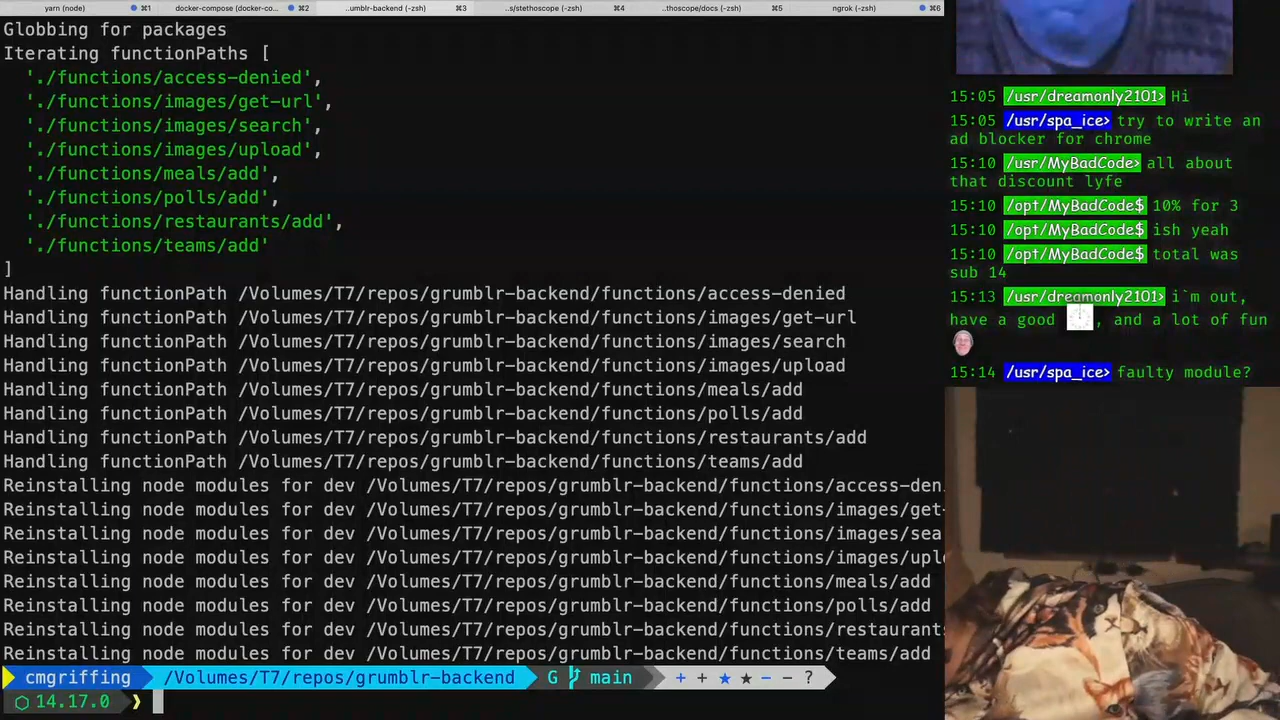 yarn (node) ⌘1 docker-compose (docker-co… ⌘2 ..umblr-backend (-zsh) ⌘3 ..s/stethoscope (-zsh) ⌘4 ..thoscope/docs (-zsh) ⌘5 ngrok (-zsh) ⌘6
Globbing for packages
Iterating functionPaths [
'./functions/access-denied',
'./functions/images/get-url',
'./functions/images/search',
'./functions/images/upload',
'./functions/meals/add',
'./functions/polls/add',
'./functions/restaurants/add',
'./functions/teams/add'
]
Handling functionPath /Volumes/T7/repos/grumblr-backend/functions/access-denied
Handling functionPath /Volumes/T7/repos/grumblr-backend/functions/images/get-url
Handling functionPath /Volumes/T7/repos/grumblr-backend/functions/images/search
Handling functionPath /Volumes/T7/repos/grumblr-backend/functions/images/upload
Handling functionPath /Volumes/T7/repos/grumblr-backend/functions/meals/add
Handling functionPath /Volumes/T7/repos/grumblr-backend/functions/polls/add
Handling functionPath /Volumes/T7/repos/grumblr-backend/functions/restaurants/add
Handling functionPath /Volumes/T7/repos/grumblr-backend/functions/teams/add
Reinstalling node modules for dev /Volumes/T7/repos/grumblr-backend/functions/access-den
Reinstalling node modules for dev /Volumes/T7/repos/grumblr-backend/functions/images/get-
Reinstalling node modules for dev /Volumes/T7/repos/grumblr-backend/functions/images/sea
Reinstalling node modules for dev /Volumes/T7/repos/grumblr-backend/functions/images/uplo
Reinstalling node modules for dev /Volumes/T7/repos/grumblr-backend/functions/meals/add
Reinstalling node modules for dev /Volumes/T7/repos/grumblr-backend/functions/polls/add
Reinstalling node modules for dev /Volumes/T7/repos/grumblr-backend/functions/restaurants
Reinstalling node modules for dev /Volumes/T7/repos/grumblr-backend/functions/teams/add
cmgriffing /Volumes/T7/repos/grumblr-backend G main + + ★ ★ − − ?
14.17.0 ❯
15:05 /usr/dreamonly2101> Hi
15:05 /usr/spa_ice> try to write an
ad blocker for chrome
15:10 /usr/MyBadCode> all about
that discount lyfe
15:10 /opt/MyBadCode$ 10% for 3
15:10 /opt/MyBadCode$ ish yeah
15:10 /opt/MyBadCode$ total was
sub 14
15:13 /usr/dreamonly2101> i`m out,
have a good , and a lot of fun
15:14 /usr/spa_ice> faulty module?